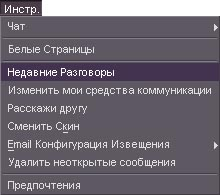 Инстр.
Чат
Белые Страницы
Недавние Разговоры
Изменить мои средства коммуникации
Расскажи другу
Сменить Скин
Email Конфигурация Извещения
Удалить неоткрытые сообщения
Предпочтения